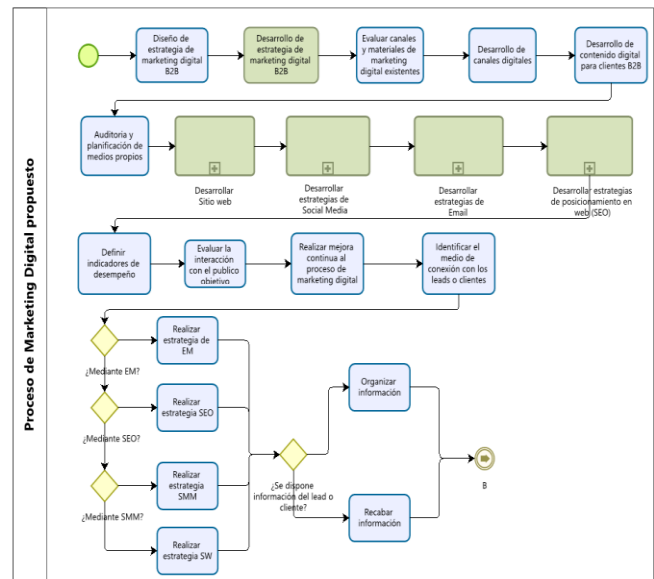 Proceso de Marketing Digital propuesto
Diseño de
estrategia de
marketing digital
B2B
Desarrollo de
estrategia de
marketing digital
B2B
Evaluar canales
y materiales de
marketing
digital existentes
Desarrollo de
canales digitales
Desarrollo de
contenido digital
para clientes B2B
Auditoria y
planificación de
medios propios
Desarrollar
Sitio web
Desarrollar
estrategias de
Social Media
Desarrollar
estrategias de
Email
Desarrollar estrategias
de posicionamiento en
web (SEO)
Definir
indicadores de
desempeño
Evaluar la
interacción
con el publico
objetivo
Realizar mejora
continua al
proceso de
marketing digital
Identificar el
medio de
conexión con los
leads o clientes
¿Mediante EM?
Realizar
estrategia de
EM
¿Mediante SEO?
Realizar
estrategia SEO
¿Mediante SMM?
Realizar
estrategia
SMM
Realizar
estrategia SW
¿Se dispone
información del lead o
cliente?
Organizar
información
Recabar
información
B